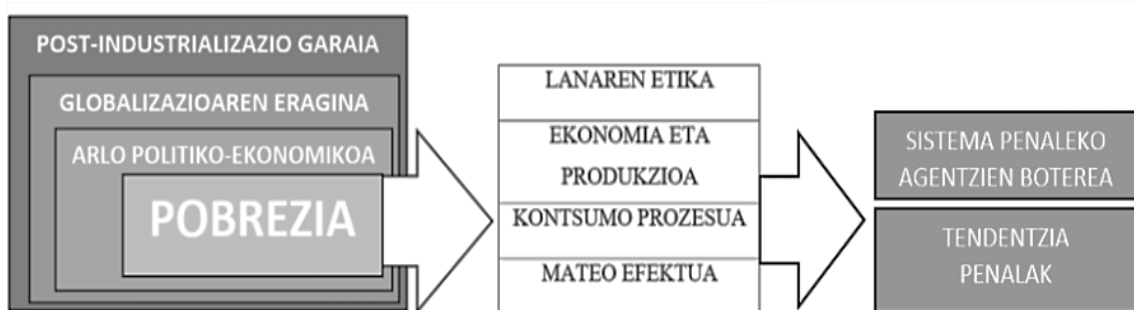 POST-INDUSTRIALIZAZIO GARAIA
GLOBALIZAZIOAREN ERAGINA
ARLO POLITIKO-EKONOMIKOA
POBREZIA
LANAREN ETIKA
EKONOMIA ETA
PRODUKZIOA
KONTSUMO PROZESUA
MATEO EFEKTUA
SISTEMA PENALEKO
AGENTZIEN BOTEREA
TENDENTZIA
PENALAK